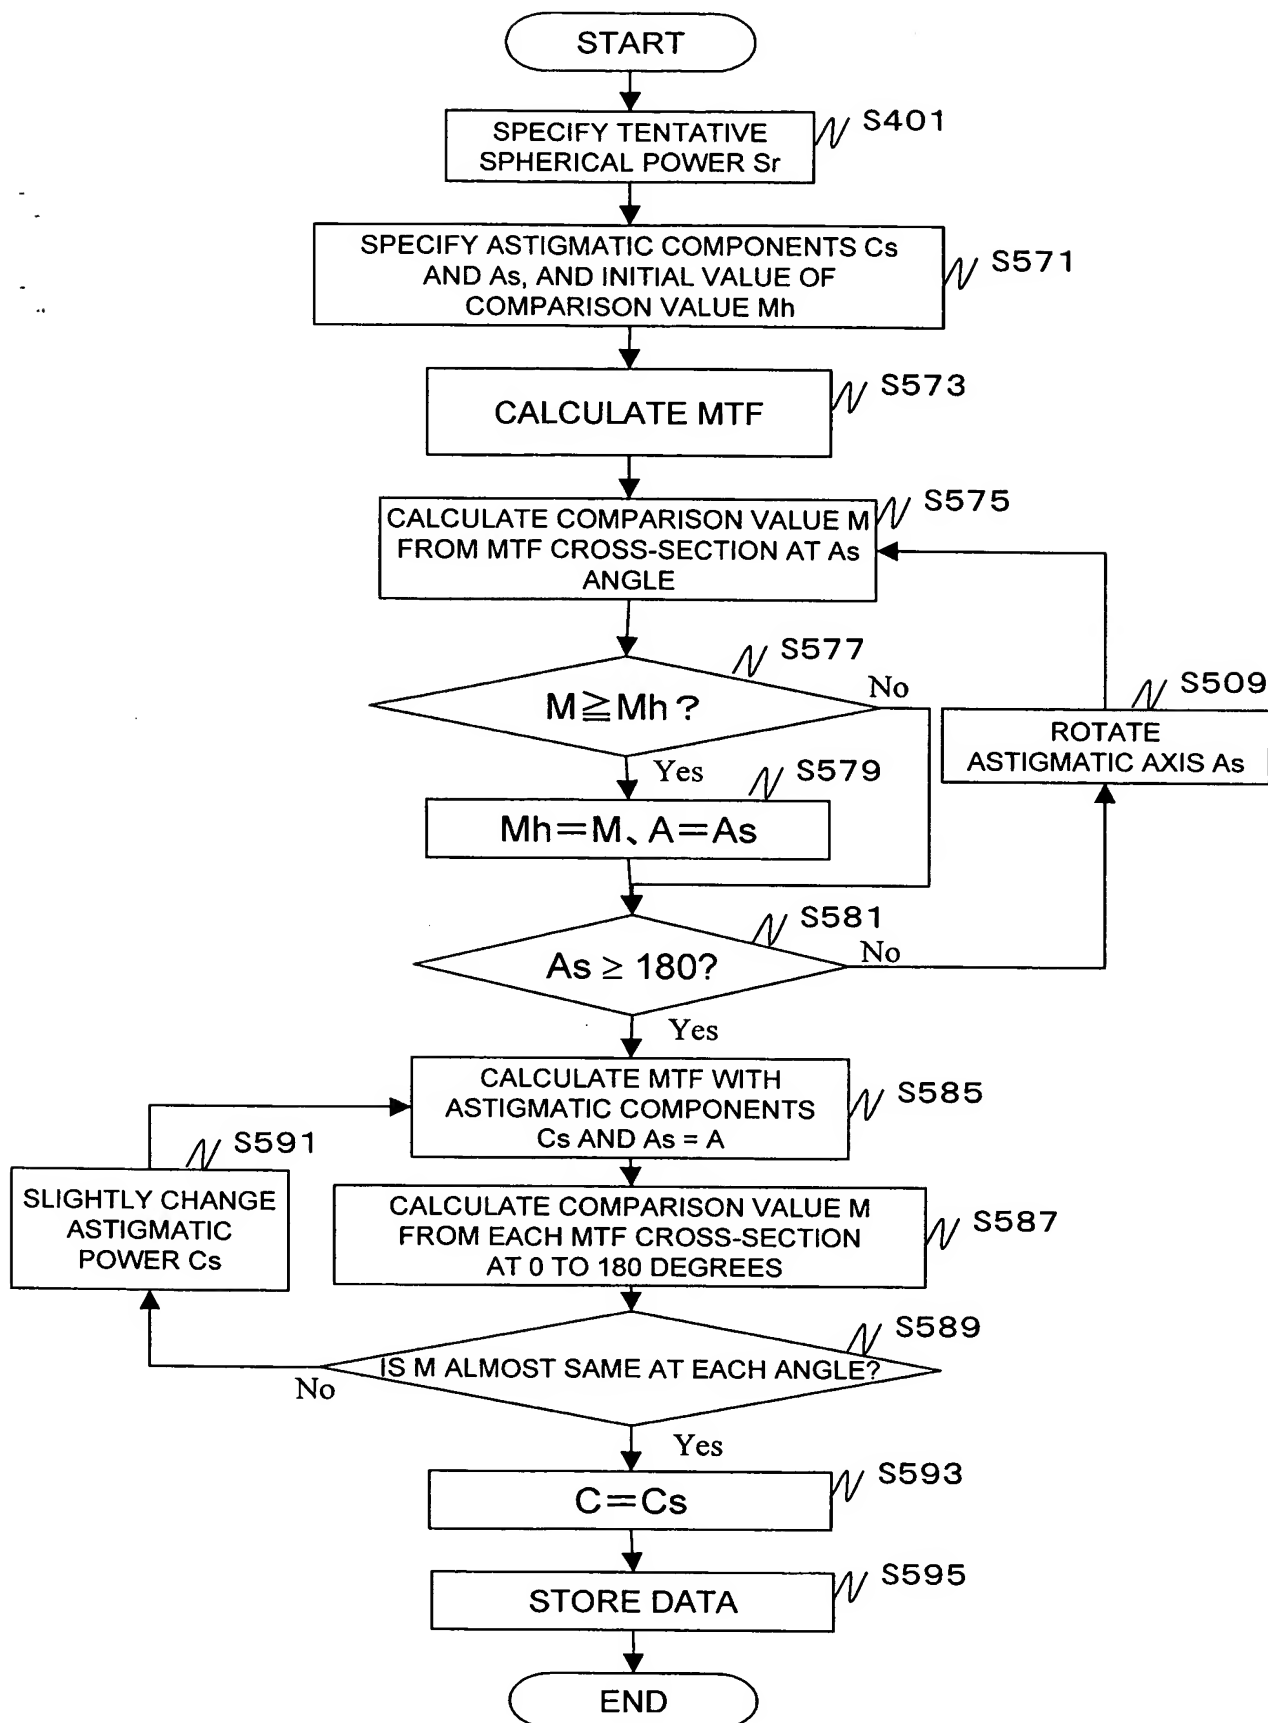 START
S401
SPECIFY TENTATIVE
SPHERICAL POWER Sr
SPECIFY ASTIGMATIC COMPONENTS Cs
AND As, AND INITIAL VALUE OF
COMPARISON VALUE Mh
S571
CALCULATE MTF
S573
CALCULATE COMPARISON VALUE M
FROM MTF CROSS-SECTION AT As
ANGLE
S575
S577
M≧Mh?
No
Yes
S509
ROTATE
ASTIGMATIC AXIS As
S579
Mh=M、A=As
S581
As ≥ 180?
No
Yes
CALCULATE MTF WITH
ASTIGMATIC COMPONENTS
Cs AND As = A
S585
S591
SLIGHTLY CHANGE
ASTIGMATIC
POWER Cs
CALCULATE COMPARISON VALUE M
FROM EACH MTF CROSS-SECTION
AT 0 TO 180 DEGREES
S587
S589
IS M ALMOST SAME AT EACH ANGLE?
No
Yes
C=Cs
S593
STORE DATA
S595
END